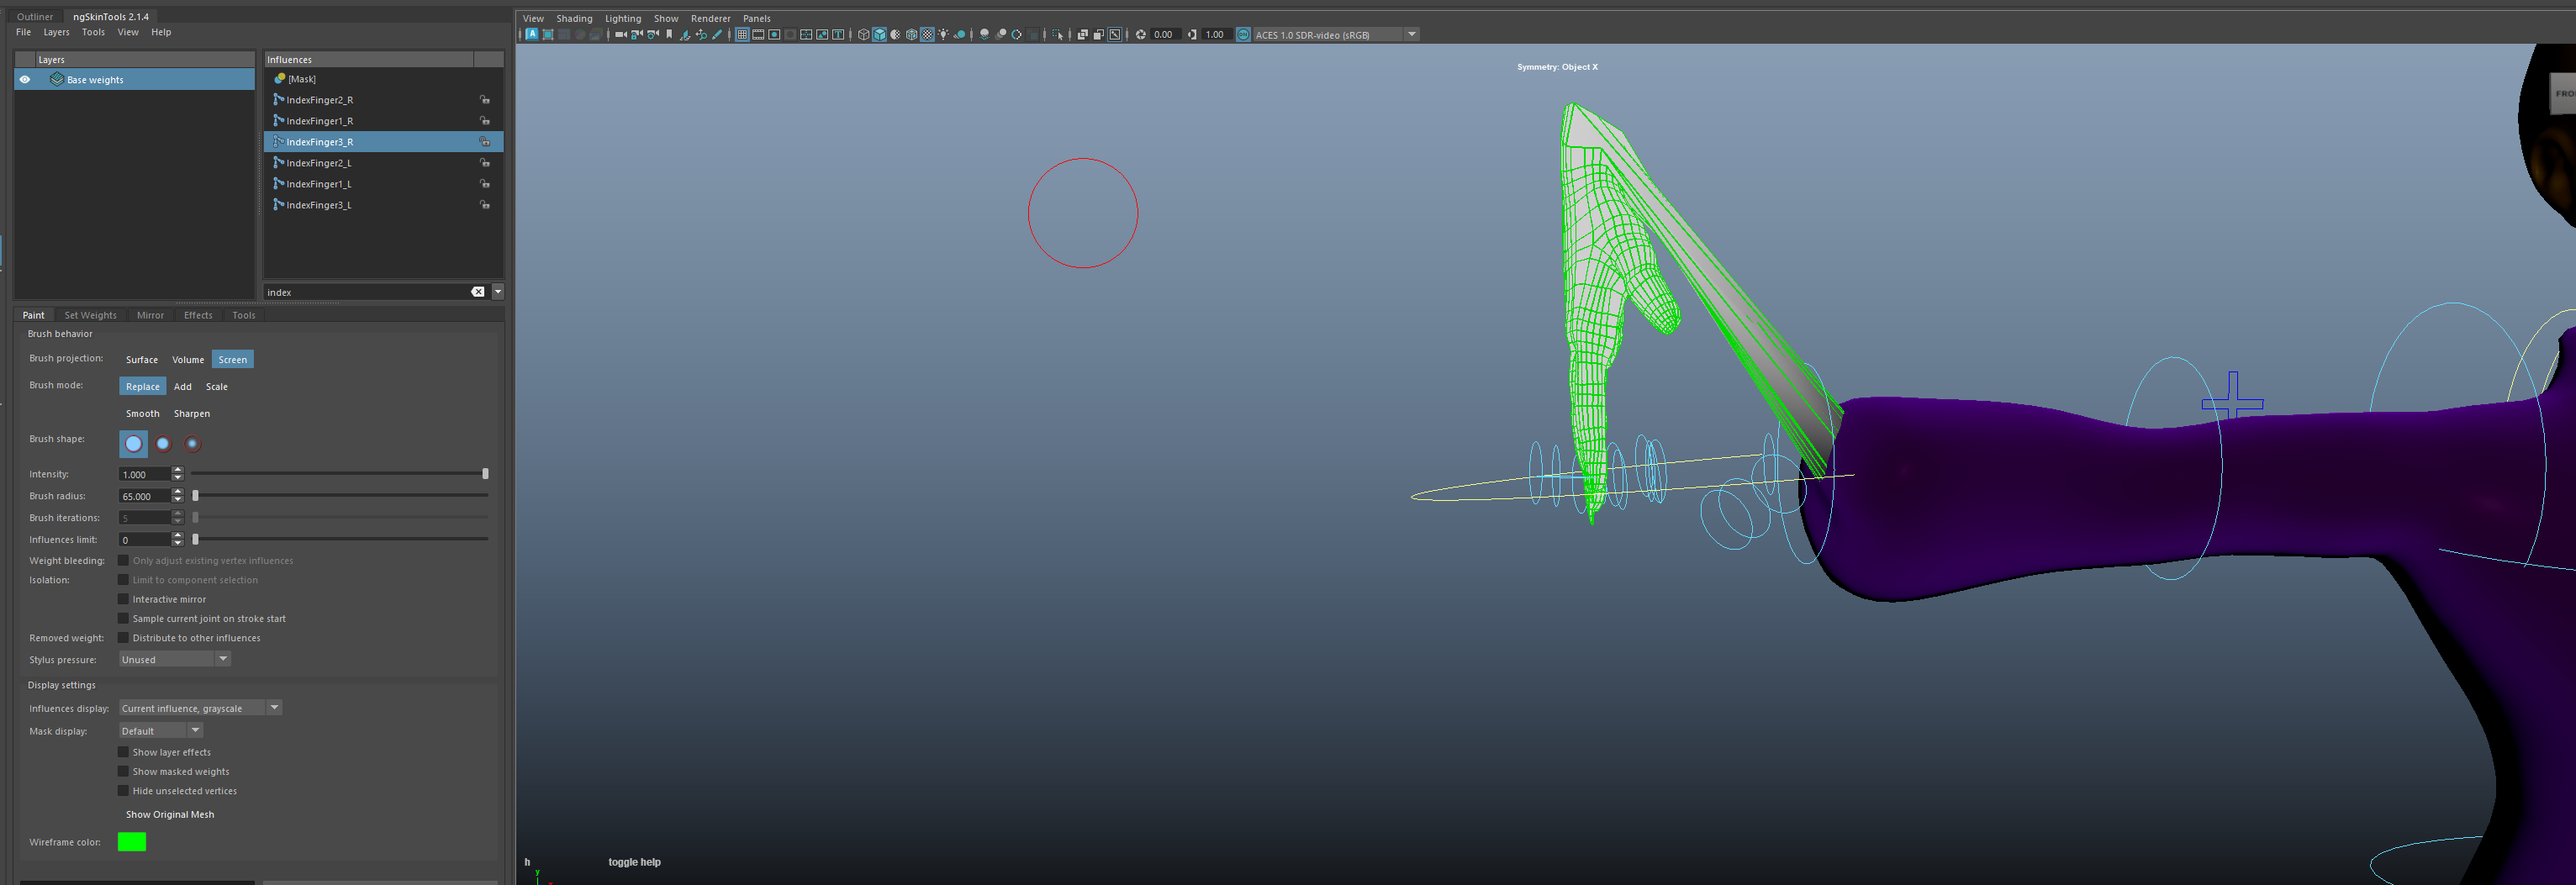 Outliner
ngSkinTools 2.1.4
File Layers Tools View Help
Layers
Base weights
Influences
[Mask]
IndexFinger2_R
IndexFinger1_R
IndexFinger3_R
IndexFinger2_L
IndexFinger1_L
IndexFinger3_L
index
Paint Set Weights Mirror Effects Tools
Brush behavior
Brush projection: Surface Volume Screen
Brush mode: Replace Add Scale
Smooth Sharpen
Brush shape:
Intensity: 1.000
Brush radius: 65.000
Brush iterations: 5
Influences limit: 0
Weight bleeding: Only adjust existing vertex influences
Isolation: Limit to component selection
Interactive mirror
Sample current joint on stroke start
Removed weight: Distribute to other influences
Stylus pressure: Unused
Display settings
Influences display: Current influence, grayscale
Mask display: Default
Show layer effects
Show masked weights
Hide unselected vertices
Show Original Mesh
Wireframe color:
View Shading Lighting Show Renderer Panels
0.00 1.00 ACES 1.0 SDR-video (sRGB)
Symmetry: Object X
FRO
h toggle help
y